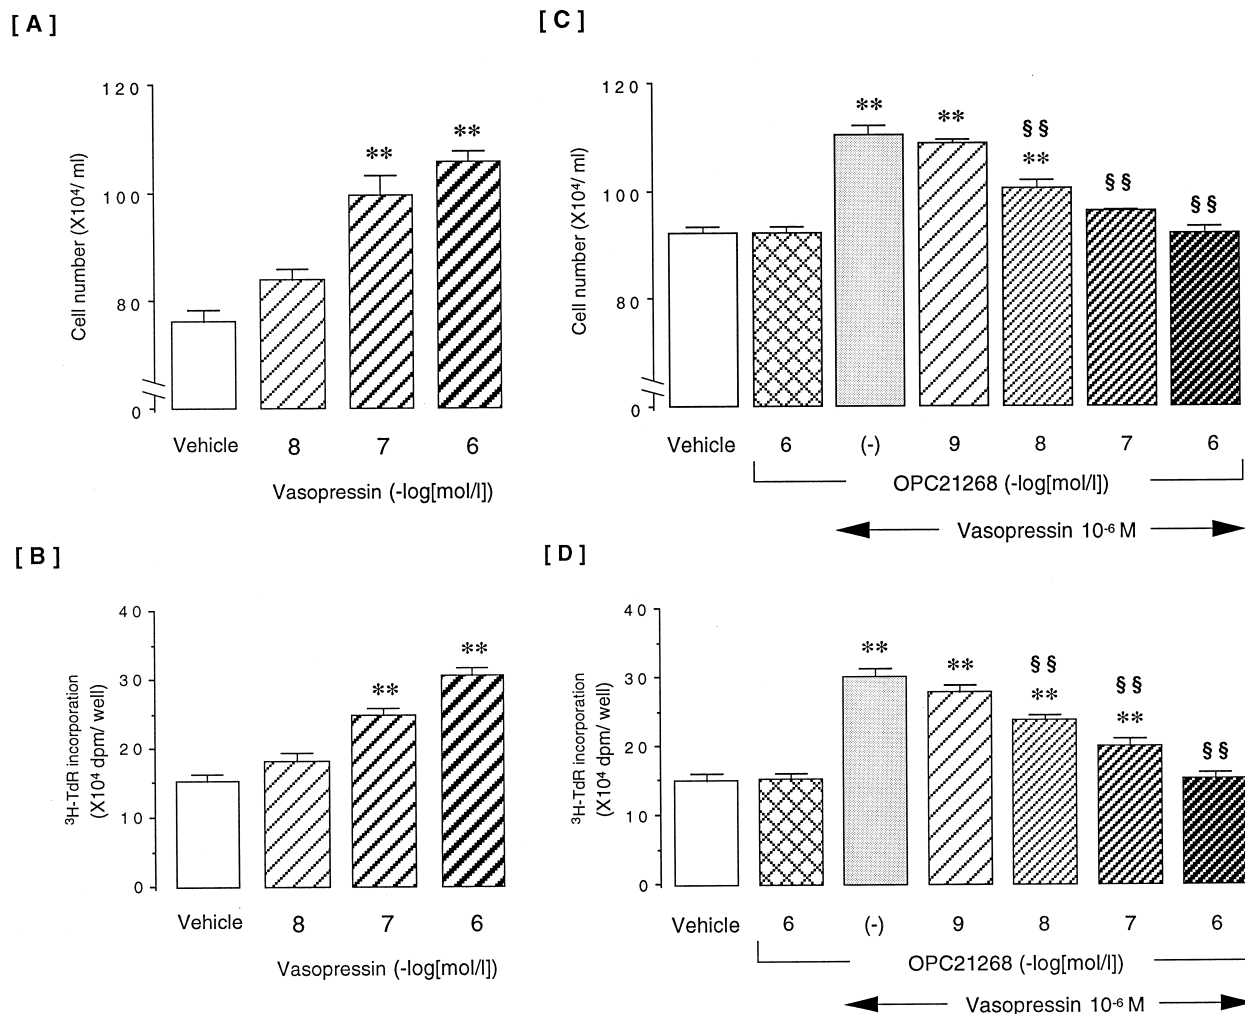 [ A ]
120
100
80
0
Cell number (X10⁴/ ml)
**
**
Vehicle 8 7 6
Vasopressin (-log[mol/l])
[ C ]
120
100
80
0
Cell number (X10⁴/ ml)
** ** §§ §§ §§
**
Vehicle 6 (-) 9 8 7 6
OPC21268 (-log[mol/l])
Vasopressin 10⁻⁶ M
[ B ]
40
30
20
10
0
³H-TdR incorporation
(X10⁴ dpm/ well)
**
**
Vehicle 8 7 6
Vasopressin (-log[mol/l])
[ D ]
40
30
20
10
0
³H-TdR incorporation
(X10⁴ dpm/ well)
** ** §§ §§ §§
** **
Vehicle 6 (-) 9 8 7 6
OPC21268 (-log[mol/l])
Vasopressin 10⁻⁶ M